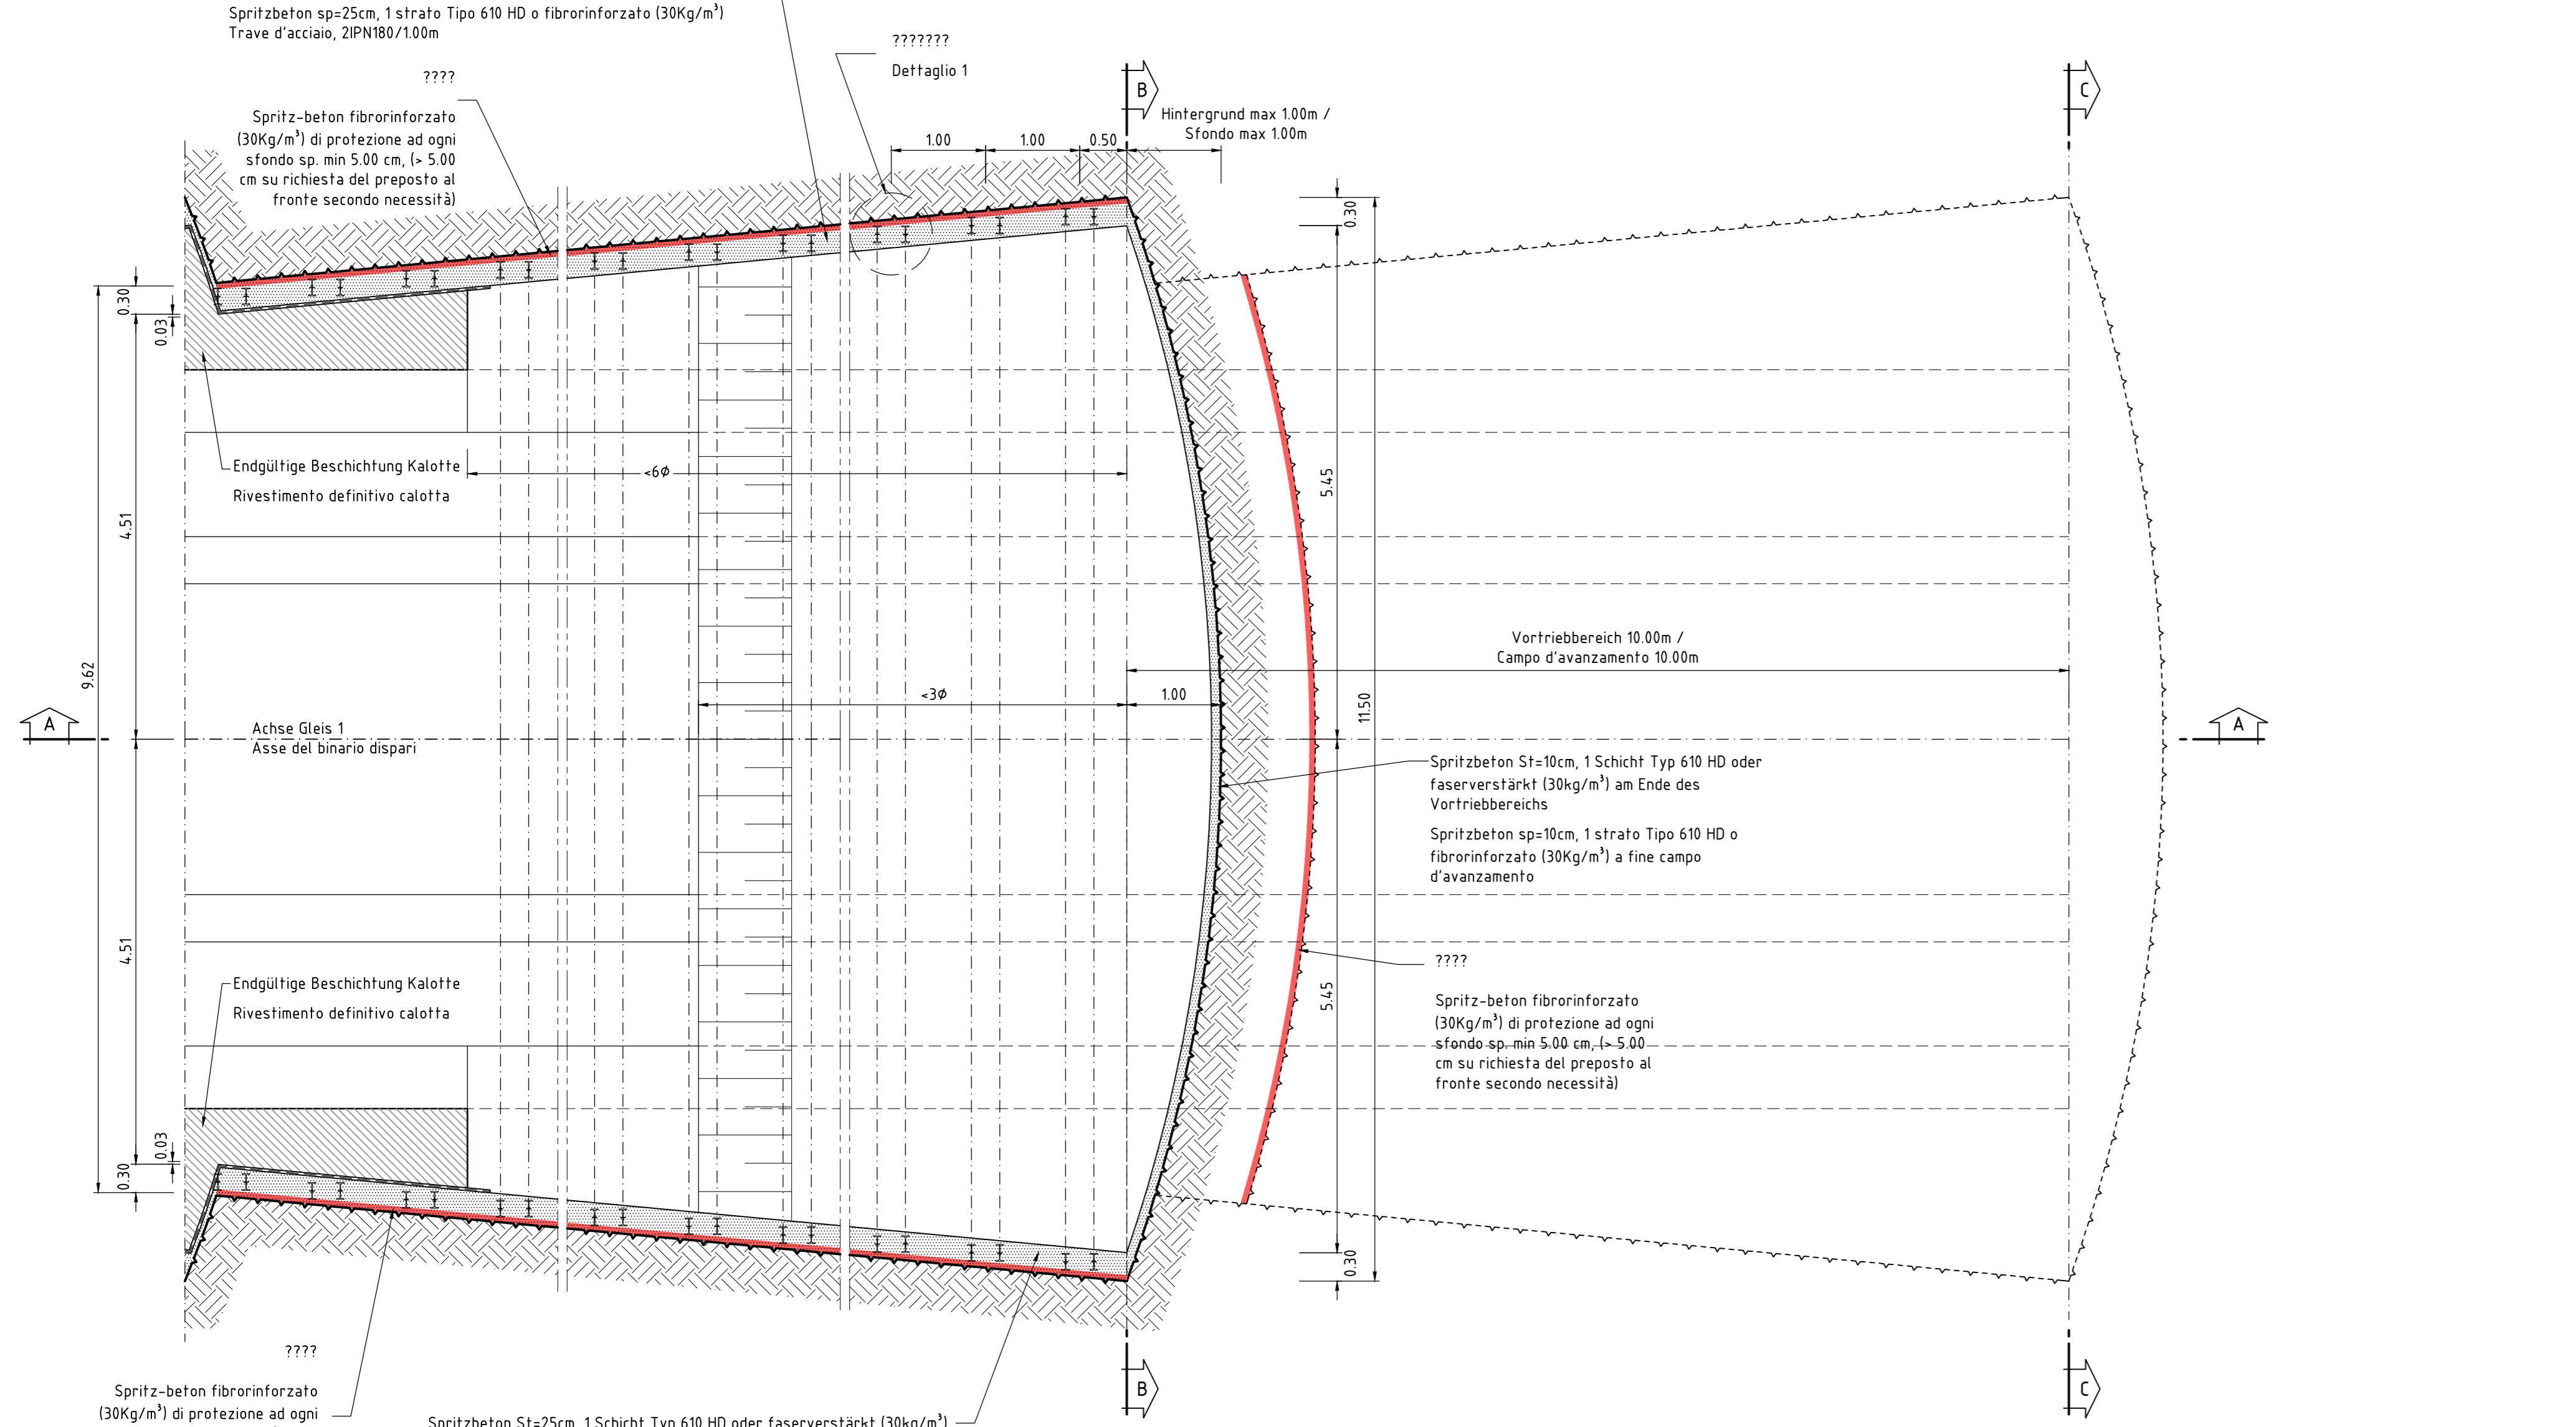 Spritzbeton sp=25cm, 1 strato Tipo 610 HD o fibrorinforzato (30Kg/m³)
Trave d'acciaio, 2IPN180/1.00m
????
Spritz-beton fibrorinforzato
(30Kg/m³) di protezione ad ogni
sfondo sp. min 5.00 cm, (> 5.00
cm su richiesta del preposto al
fronte secondo necessità)
???????
Dettaglio 1
B
C
Hintergrund max 1.00m /
Sfondo max 1.00m
1.00
1.00
0.50
0.30
0.30
0.03
Endgültige Beschichtung Kalotte
Rivestimento definitivo calotta
<6Ø
5.45
4.51
9.62
Vortriebbereich 10.00m /
Campo d'avanzamento 10.00m
<3Ø
1.00
11.50
A
A
Achse Gleis 1
Asse del binario dispari
Spritzbeton St=10cm, 1 Schicht Typ 610 HD oder
faserverstärkt (30kg/m³) am Ende des
Vortriebbereichs
Spritzbeton sp=10cm, 1 strato Tipo 610 HD o
fibrorinforzato (30Kg/m³) a fine campo
d'avanzamento
4.51
????
Endgültige Beschichtung Kalotte
Rivestimento definitivo calotta
5.45
Spritz-beton fibrorinforzato
(30Kg/m³) di protezione ad ogni
sfondo sp. min 5.00 cm, (> 5.00
cm su richiesta del preposto al
fronte secondo necessità)
0.03
0.30
0.30
????
Spritz-beton fibrorinforzato
(30Kg/m³) di protezione ad ogni
B
C
Spritzbeton St=25cm, 1 Schicht Typ 610 HD oder faserverstärkt (30kg/m³)